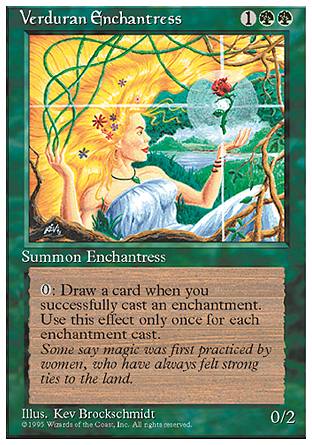 Verduran Enchantress 1
Summon Enchantress
0: Draw a card when you
successfully cast an enchantment.
Use this effect only once for each
enchantment cast.
Some say magic was first practiced by
women, who have always felt strong
ties to the land.
Illus. Kev Brockschmidt
©1995 Wizards of the Coast, Inc. All rights reserved.
0/2